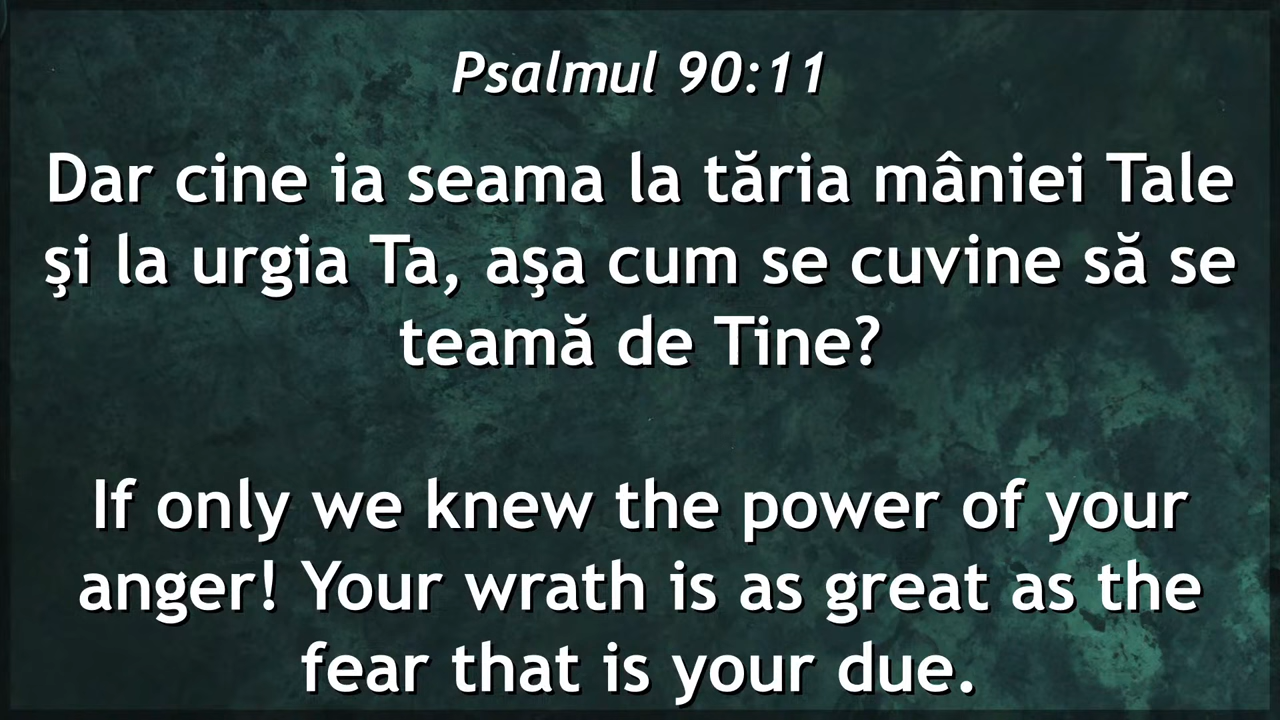 Psalmul 90:11
Dar cine ia seama la tăria mâniei Tale
şi la urgia Ta, aşa cum se cuvine să se
teamă de Tine?
If only we knew the power of your
anger! Your wrath is as great as the
fear that is your due.